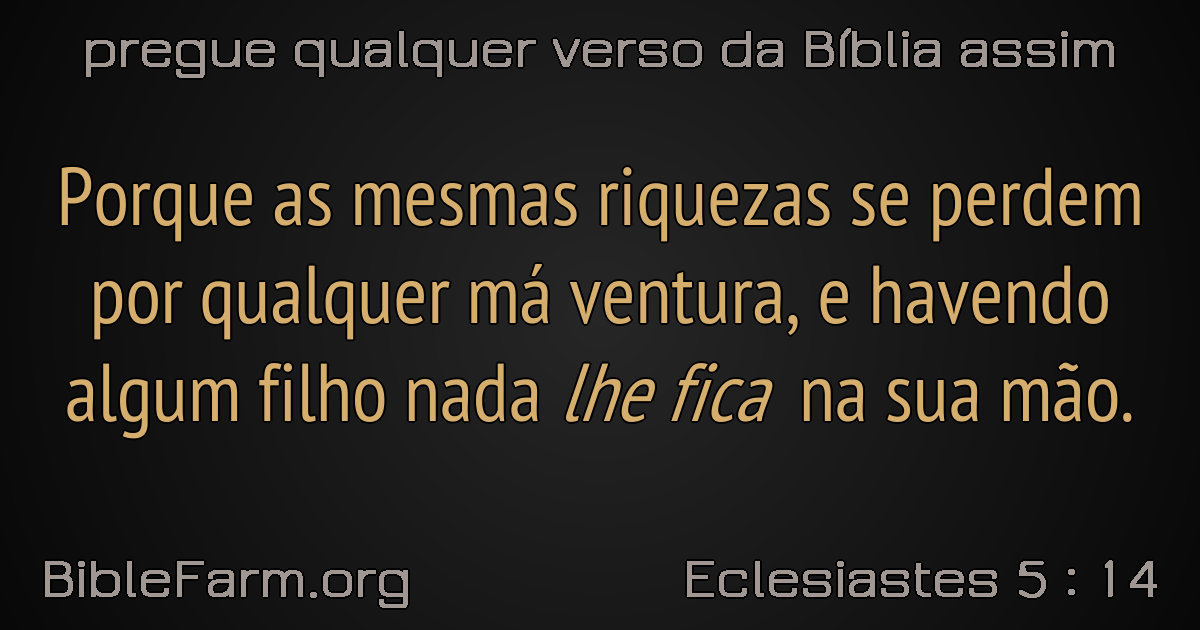 pregue qualquer verso da Bíblia assim
Porque as mesmas riquezas se perdem
por qualquer má ventura, e havendo
algum filho nada lhe fica na sua mão.
BibleFarm.org
Eclesiastes 5 : 14